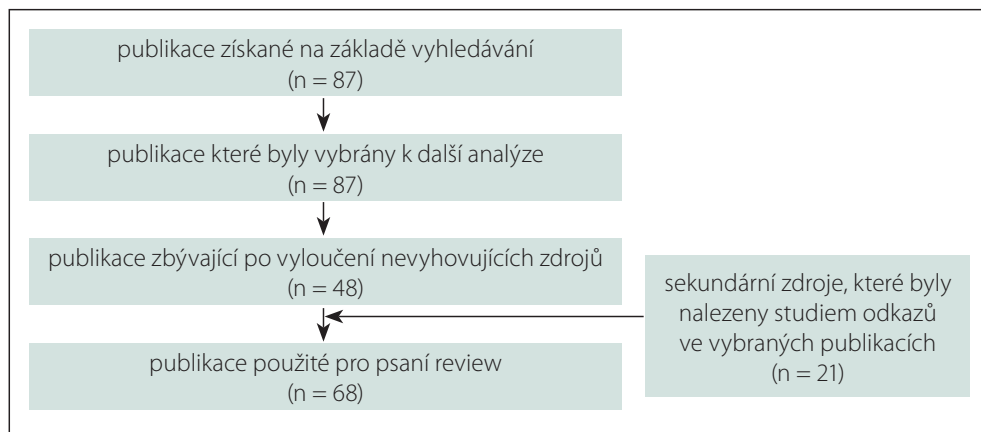 publikace získané na základě vyhledávání
(n = 87)
publikace které byly vybrány k další analýze
(n = 87)
publikace zbývající po vyloučení nevyhovujících zdrojů
(n = 48)
sekundární zdroje, které byly
nalezeny studiem odkazů
ve vybraných publikacích
(n = 21)
publikace použité pro psaní review
(n = 68)